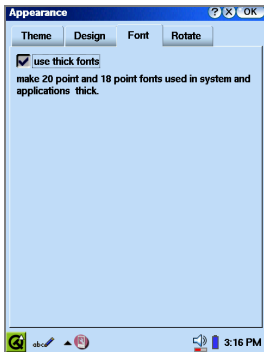 Appearance ? X OK
Theme Design Font Rotate
use thick fonts
make 20 point and 18 point fonts used in system and
applications thick.
abc 3:16 PM